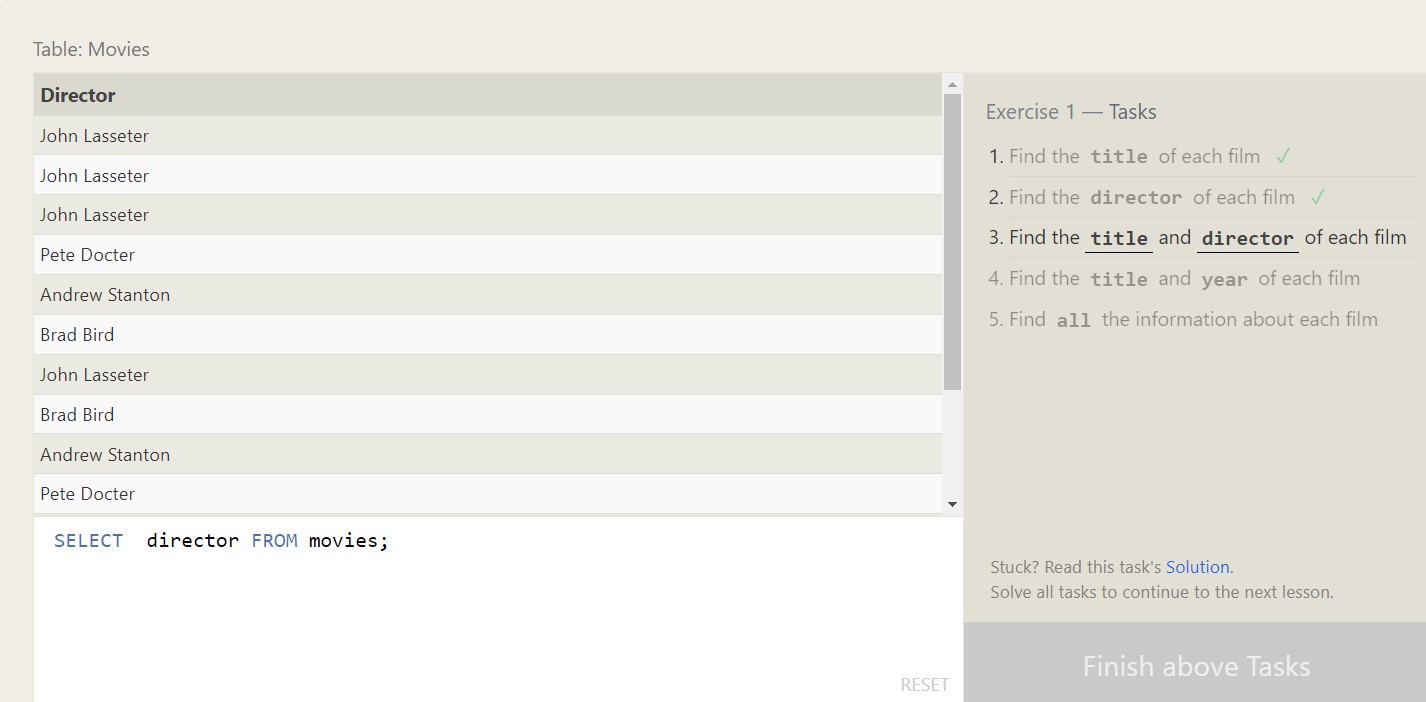 Table: Movies
Director
John Lasseter
John Lasseter
John Lasseter
Pete Docter
Andrew Stanton
Brad Bird
John Lasseter
Brad Bird
Andrew Stanton
Pete Docter
SELECT  director FROM movies;
RESET
Exercise 1 — Tasks
1. Find the title of each film ✓
2. Find the director of each film ✓
3. Find the title and director of each film
4. Find the title and year of each film
5. Find all the information about each film
Stuck? Read this task's Solution.
Solve all tasks to continue to the next lesson.
Finish above Tasks